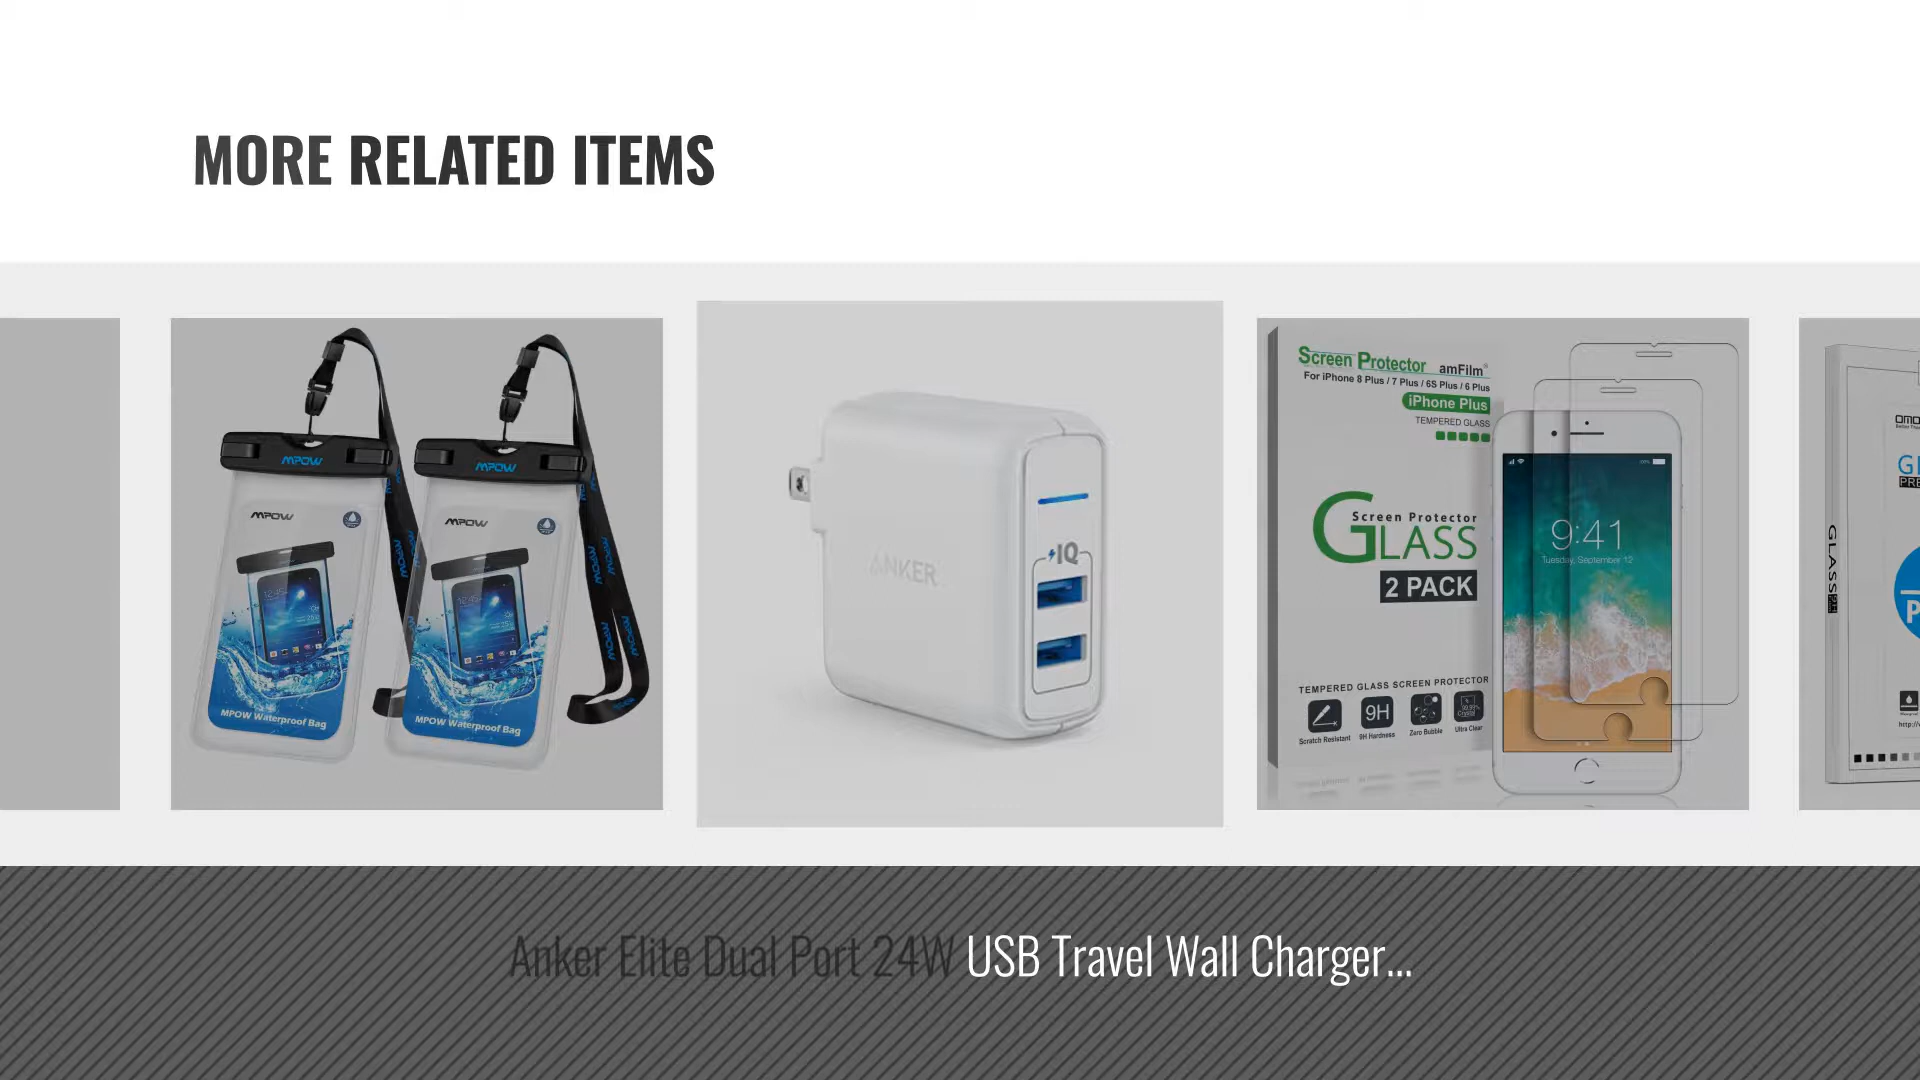 MORE RELATED ITEMS
MPOW
MPOW
MPOW
MPOW
MPOW Waterproof Bag
MPOW Waterproof Bag
ANKER
IQ
Screen Protector amFilm
For iPhone 8 Plus / 7 Plus / 6S Plus / 6 Plus
iPhone Plus
TEMPERED GLASS
Screen Protector
GLASS
2 PACK
9:41
Tuesday, September 12
TEMPERED GLASS SCREEN PROTECTOR
9H
Scratch Resistant
9H Hardness
Zero Bubble
Ultra Clear
GLASS
Anker Elite Dual Port 24W USB Travel Wall Charger...